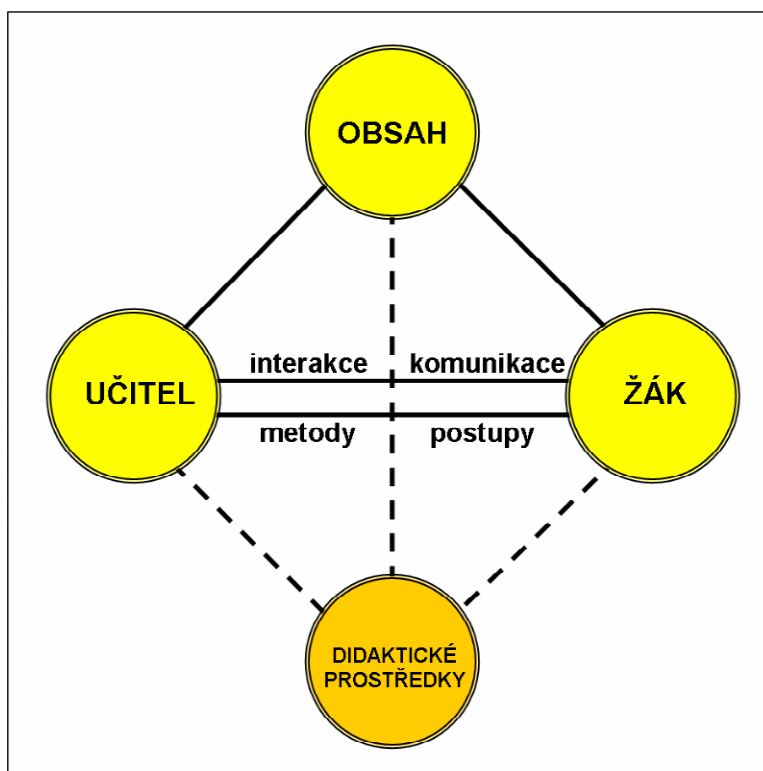 OBSAH
interakce komunikace
UČITEL ŽÁK
metody postupy
DIDAKTICKÉ
PROSTŘEDKY